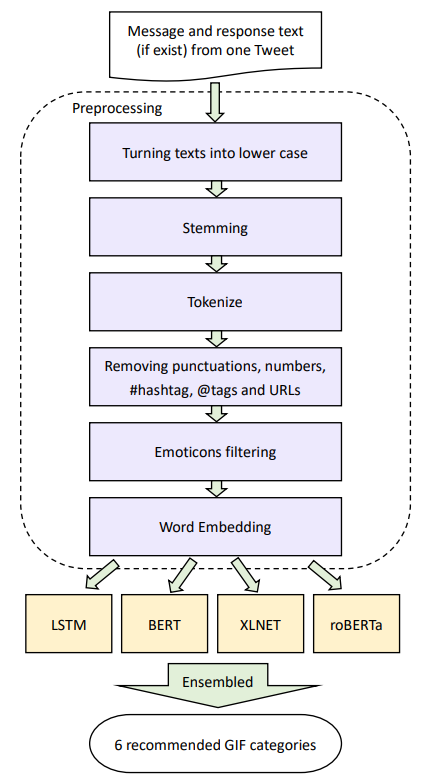 Message and response text
(if exist) from one Tweet
Preprocessing
Turning texts into lower case
Stemming
Tokenize
Removing punctuations, numbers,
#hashtag, @tags and URLs
Emoticons filtering
Word Embedding
LSTM
BERT
XLNET
roBERTa
Ensembled
6 recommended GIF categories